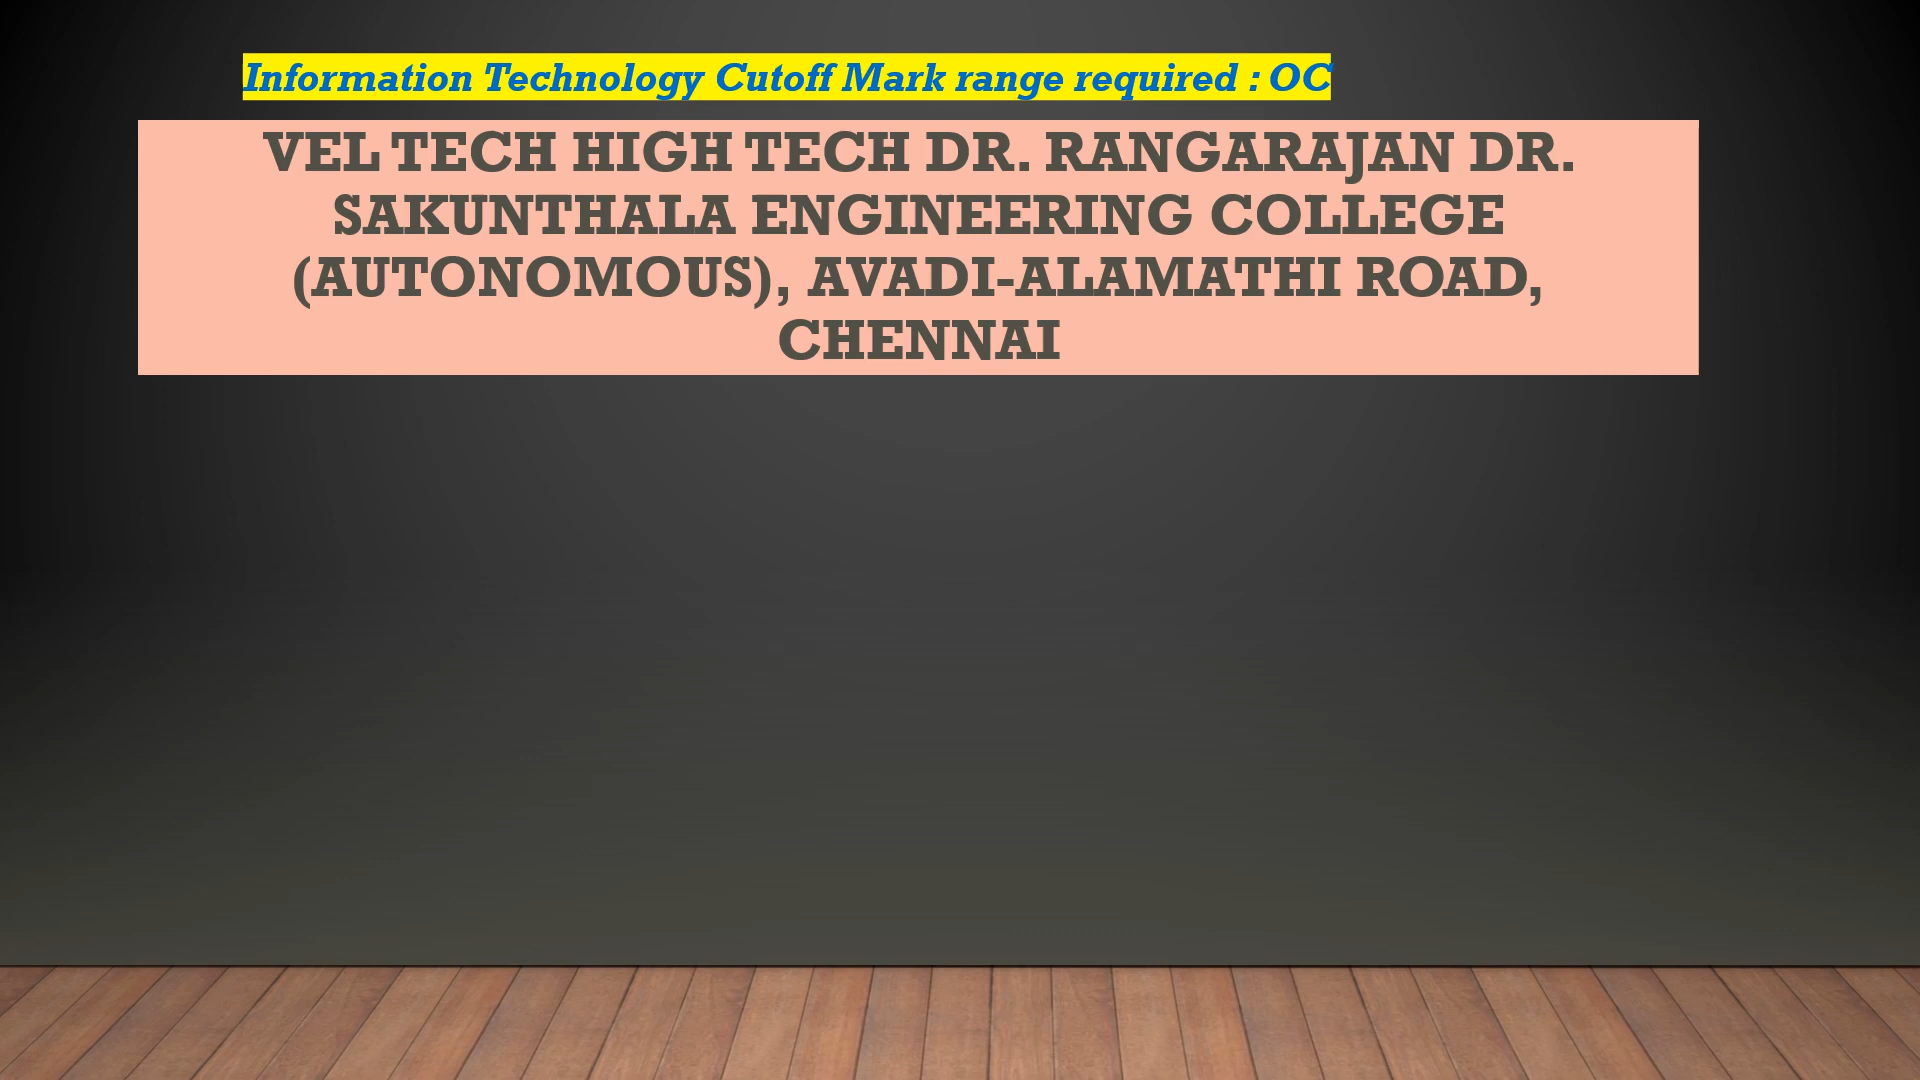 Information Technology Cutoff Mark range required : OC
VEL TECH HIGH TECH DR. RANGARAJAN DR.
SAKUNTHALA ENGINEERING COLLEGE
(AUTONOMOUS), AVADI-ALAMATHI ROAD,
CHENNAI